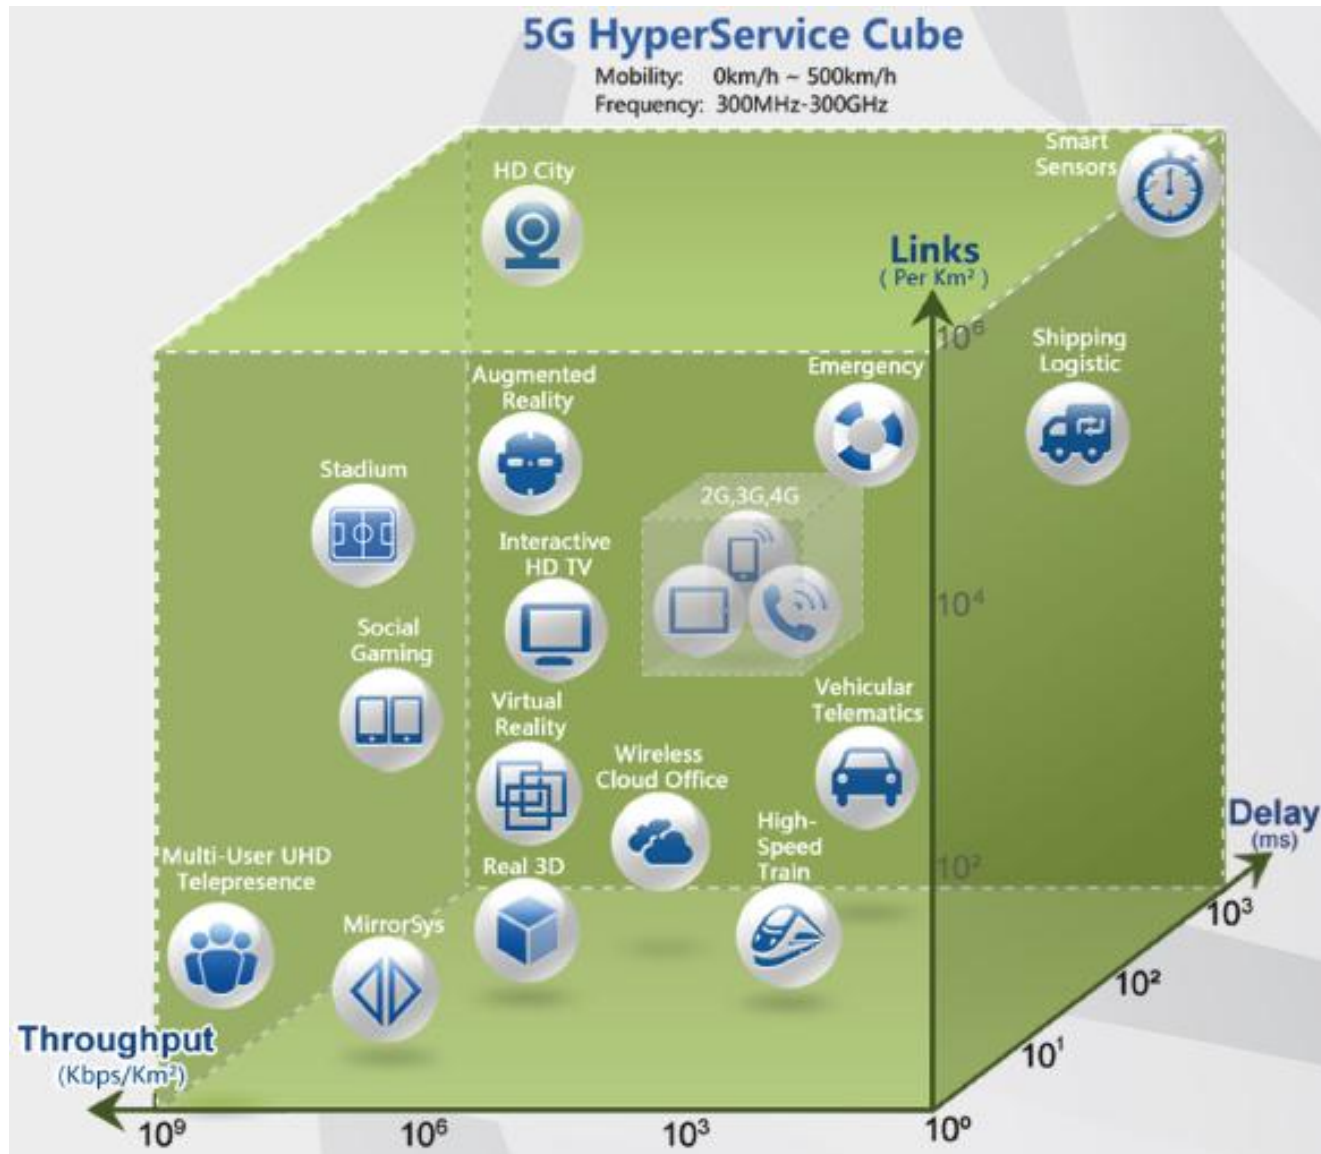 5G HyperService Cube
Mobility: 0km/h ~ 500km/h
Frequency: 300MHz-300GHz
HD City
Smart
Sensors
Links
( Per Km² )
10⁶
Shipping
Logistic
Augmented
Reality
Emergency
Stadium
2G,3G,4G
Interactive
HD TV
10⁴
Social
Gaming
Virtual
Reality
Vehicular
Telematics
Wireless
Cloud Office
High-
Speed
Train
Delay
(ms)
Multi-User UHD
Telepresence
Real 3D
10²
10³
MirrorSys
10²
Throughput
(Kbps/Km²)
10¹
10⁹
10⁶
10³
10⁰